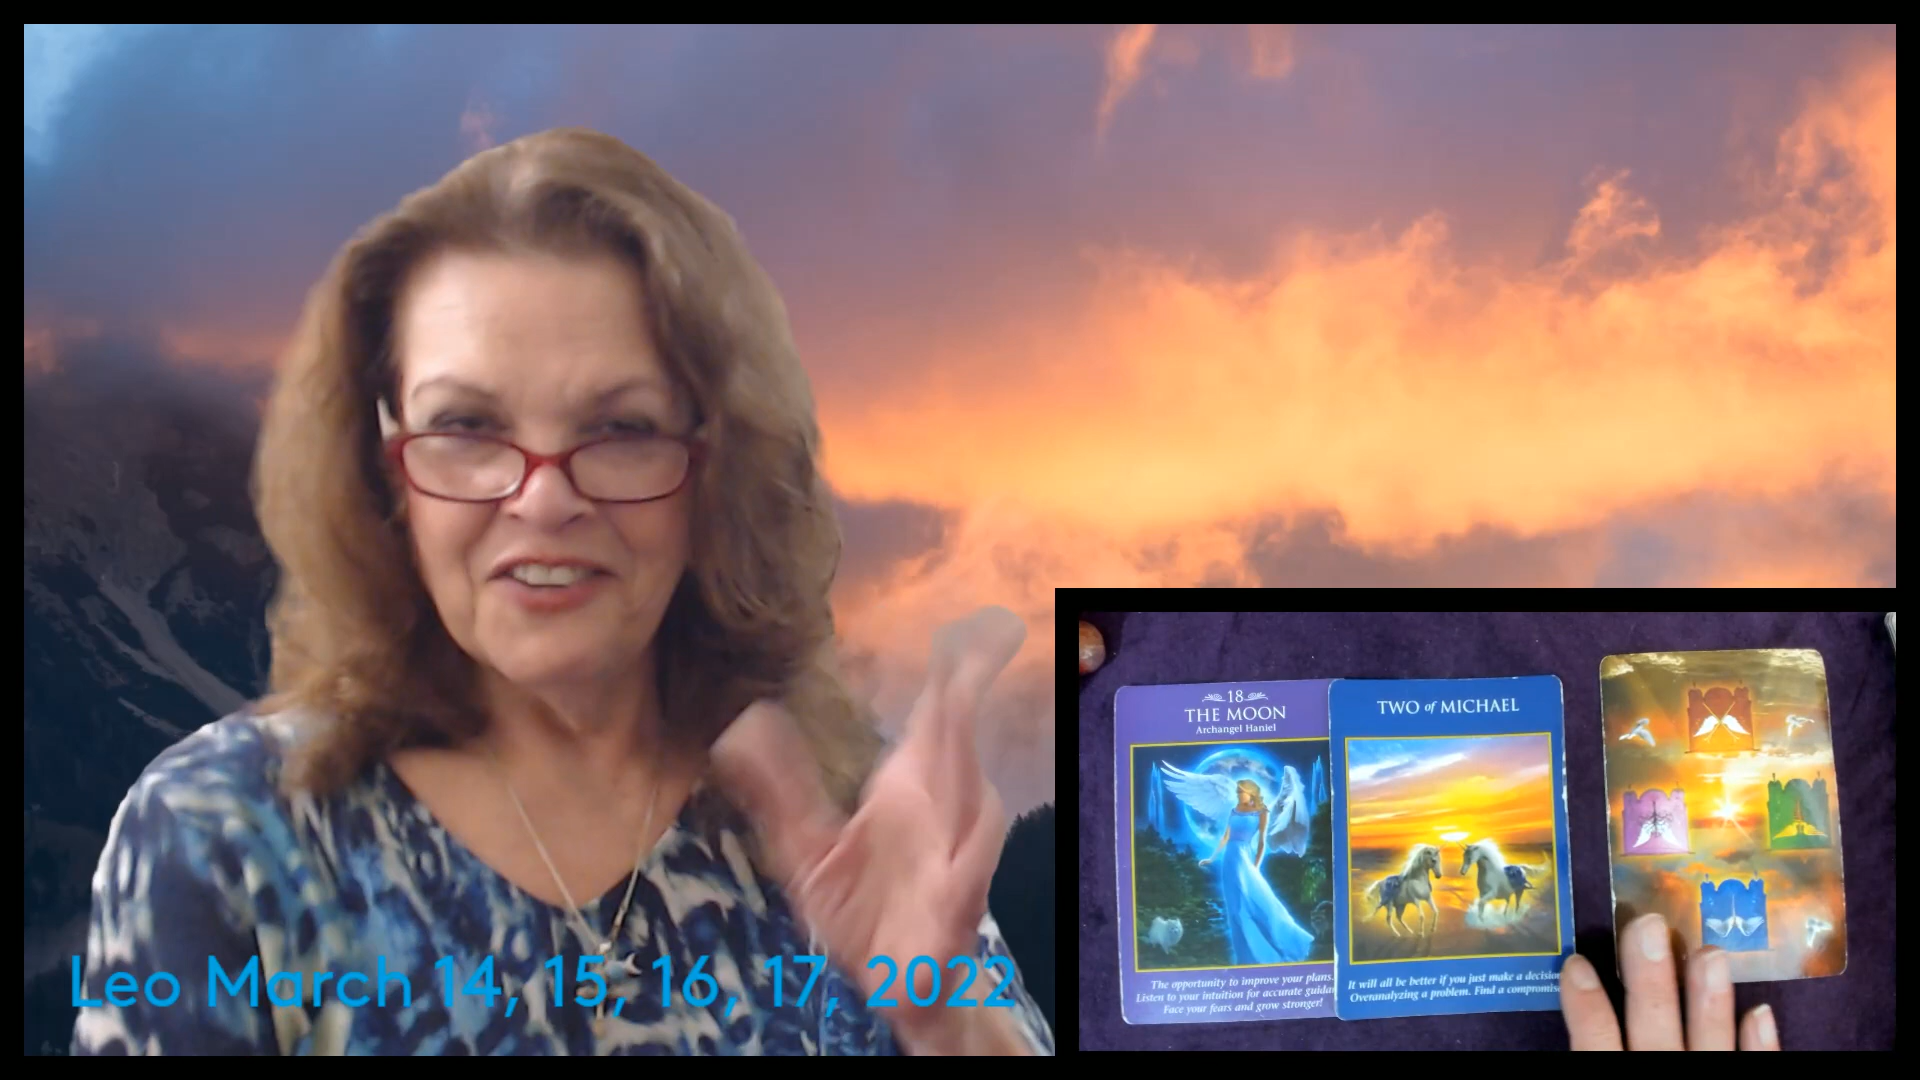 Leo March 14, 15, 16, 17, 2022
18
THE MOON
Archangel Haniel
The opportunity to improve your plans.
Listen to your intuition for accurate
Face your fears and grow stronger!
TWO of MICHAEL
It will all be better if you just make a decision
Overanalyzing a problem. Find a compromise